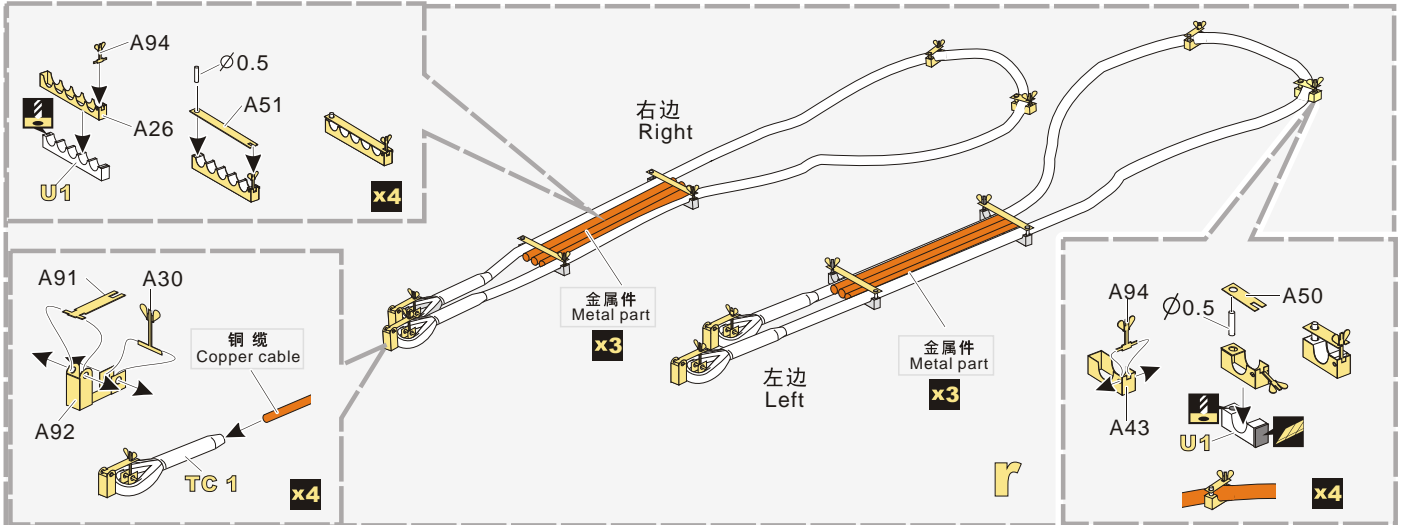 A94
Ø0.5
A51
A26
U1
x4
右边
Right
金属件
Metal part
x3
A91
A30
铜 缆
Copper cable
A92
TC 1
x4
左边
Left
金属件
Metal part
x3
A94
Ø0.5
A50
A43
U1
x4
r